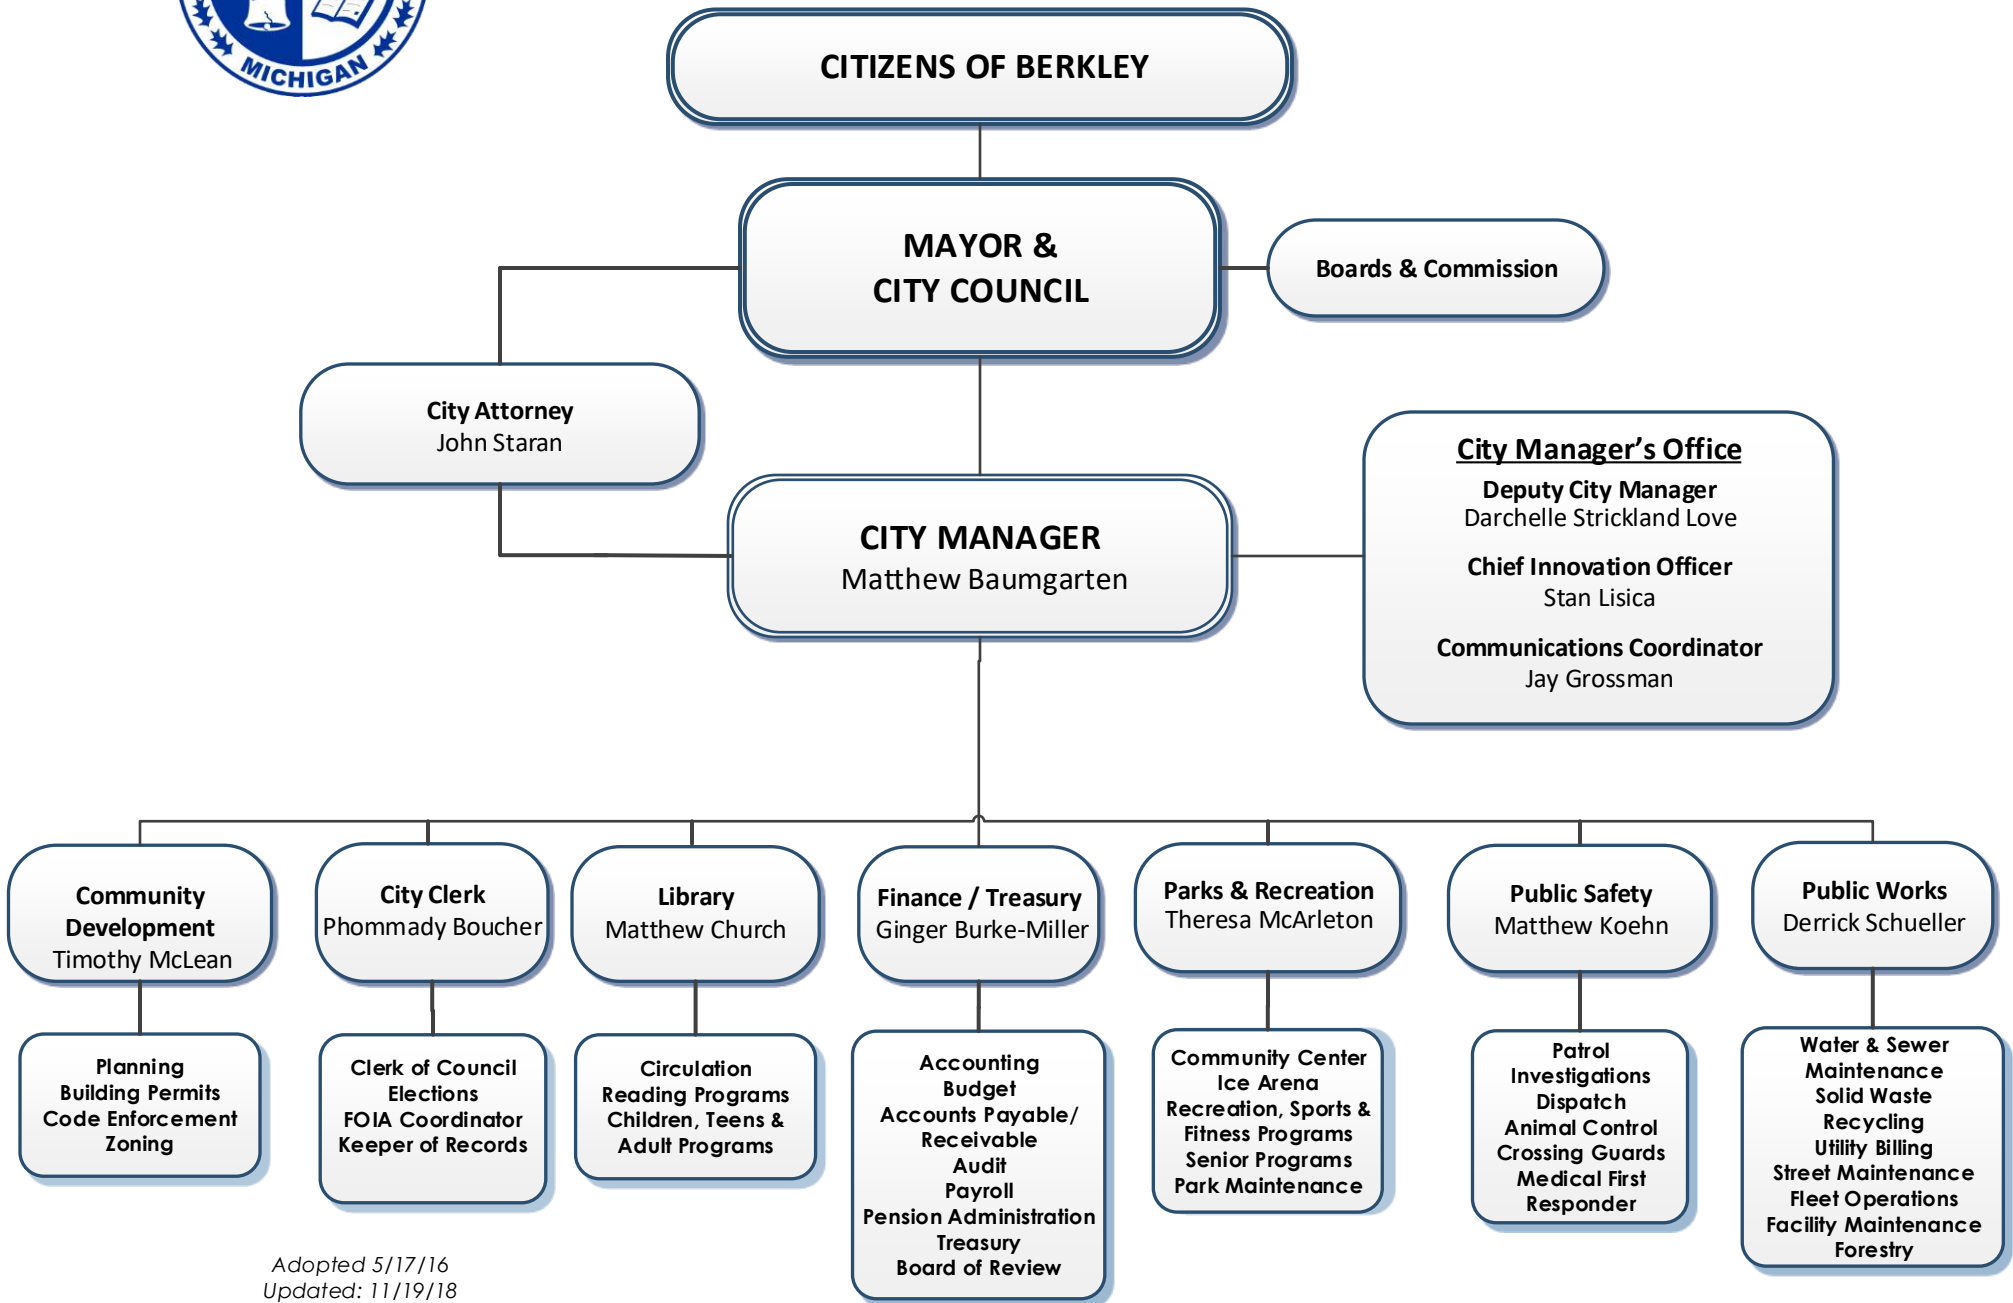 MICHIGAN
CITIZENS OF BERKLEY
MAYOR &
CITY COUNCIL
Boards & Commission
City Attorney
John Staran
City Manager’s Office
Deputy City Manager
Darchelle Strickland Love
Chief Innovation Officer
Stan Lisica
Communications Coordinator
Jay Grossman
CITY MANAGER
Matthew Baumgarten
Community
Development
Timothy McLean
City Clerk
Phommady Boucher
Library
Matthew Church
Finance / Treasury
Ginger Burke-Miller
Parks & Recreation
Theresa McArleton
Public Safety
Matthew Koehn
Public Works
Derrick Schueller
Planning
Building Permits
Code Enforcement
Zoning
Clerk of Council
Elections
FOIA Coordinator
Keeper of Records
Circulation
Reading Programs
Children, Teens &
Adult Programs
Accounting
Budget
Accounts Payable/
Receivable
Audit
Payroll
Pension Administration
Treasury
Board of Review
Community Center
Ice Arena
Recreation, Sports &
Fitness Programs
Senior Programs
Park Maintenance
Patrol
Investigations
Dispatch
Animal Control
Crossing Guards
Medical First
Responder
Water & Sewer
Maintenance
Solid Waste
Recycling
Utility Billing
Street Maintenance
Fleet Operations
Facility Maintenance
Forestry
Adopted 5/17/16
Updated: 11/19/18